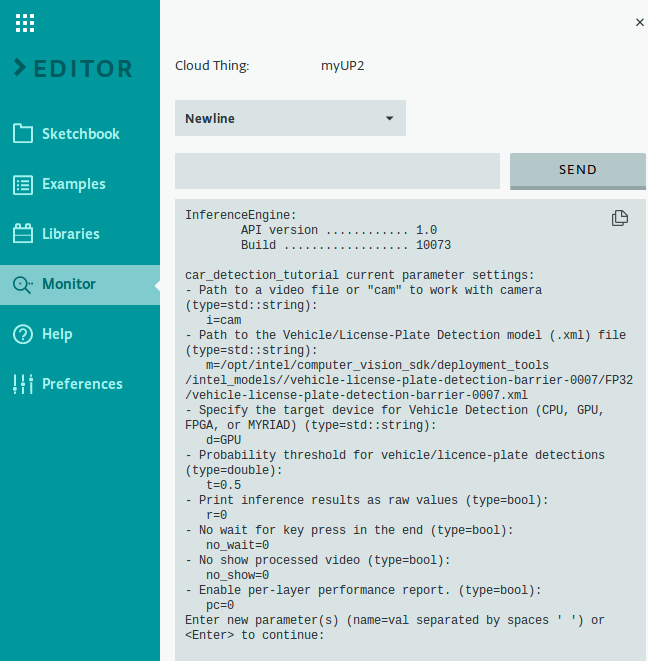 EDITOR
Sketchbook
Examples
Libraries
Monitor
Help
Preferences
Cloud Thing: myUP2
Newline
SEND
InferenceEngine:
        API version ............ 1.0
        Build .................. 10073

car_detection_tutorial current parameter settings:
- Path to a video file or "cam" to work with camera
(type=std::string):
   i=cam
- Path to the Vehicle/License-Plate Detection model (.xml) file
(type=std::string):
   m=/opt/intel/computer_vision_sdk/deployment_tools
/intel_models//vehicle-license-plate-detection-barrier-0007/FP32
/vehicle-license-plate-detection-barrier-0007.xml
- Specify the target device for Vehicle Detection (CPU, GPU,
FPGA, or MYRIAD) (type=std::string):
   d=GPU
- Probability threshold for vehicle/licence-plate detections
(type=double):
   t=0.5
- Print inference results as raw values (type=bool):
   r=0
- No wait for key press in the end (type=bool):
   no_wait=0
- No show processed video (type=bool):
   no_show=0
- Enable per-layer performance report. (type=bool):
   pc=0
Enter new parameter(s) (name=val separated by spaces ' ') or
<Enter> to continue: